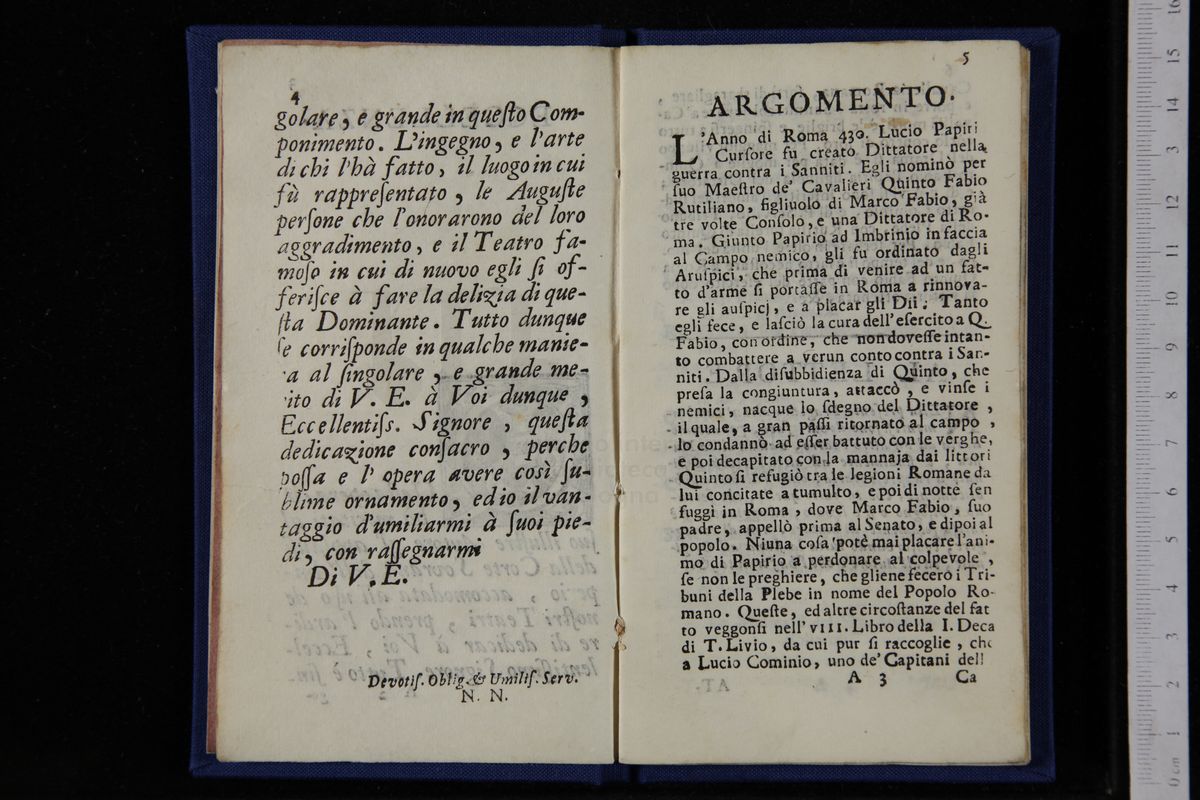 4
golare, e grande in queſto Com-
ponimento. L'ingegno, e l'arte
di chi l'hà fatto, il luogo in cui
fù rappreſentato, le Auguſte
perſone che l'onorarono del loro
aggradimento, e il Teatro fa-
moſo in cui di nuovo egli ſi of-
feriſce à fare la delizia di que-
ſta Dominante. Tutto dunque
ſe corriſponde in qualche manie-
a al ſingolare, e grande me-
ito di V. E. à Voi dunque,
Eccellentiſs. Signore, queſta
dedicazione conſacro, perche
poſſa e l' opera avere così ſu-
blime ornamento, ed io il van-
taggio d'umiliarmi à ſuoi pie-
di, con raſſegnarmi
Di V. E.
Devotiſ. Oblig. & Umiliſ. Serv.
N. N.
5
ARGOMENTO.
L'Anno di Roma 430. Lucio Papiri
Curſore fu creato Dittatore nella
guerra contra i Sanniti. Egli nominò per
ſuo Maeſtro de' Cavalieri Quinto Fabio
Rutiliano, figliuolo di Marco Fabio, già
tre volte Conſolo, e una Dittatore di Ro-
ma. Giunto Papirio ad Imbrinio in faccia
al Campo nemico, gli fu ordinato dagli
Aruſpici, che prima di venire ad un fat-
to d'arme ſi portaſſe in Roma a rinnova-
re gli auſpicj, e a placar gli Dii. Tanto
egli fece, e laſciò la cura dell'eſercito a Q.
Fabio, con ordine, che non doveſſe intan-
to combattere a verun conto contra i San-
niti. Dalla diſubbidienza di Quinto, che
preſa la congiuntura, attaccò, e vinſe i
nemici, nacque lo ſdegno del Dittatore,
il quale, a gran paſſi ritornato al campo,
lo condannò ad eſſer battuto con le verghe,
e poi decapitato con la mannaja dai littori
Quinto ſi refugiò tra le legioni Romane da
lui concitate a tumulto, e poi di notte ſen
fuggì in Roma, dove Marco Fabio, ſuo
padre, appellò prima al Senato, e dipoi al
popolo. Niuna coſa potè mai placare l'ani-
mo di Papirio a perdonare al colpevole,
ſe non le preghiere, che gliene fecero i Tri-
buni della Plebe in nome del Popolo Ro-
mano. Queſte, ed altre circoſtanze del fat
to veggonſi nell' VIII. Libro della I. Deca
di T. Livio, da cui pur ſi raccoglie, che
a Lucio Cominio, uno de' Capitani dell
A 3 Ca